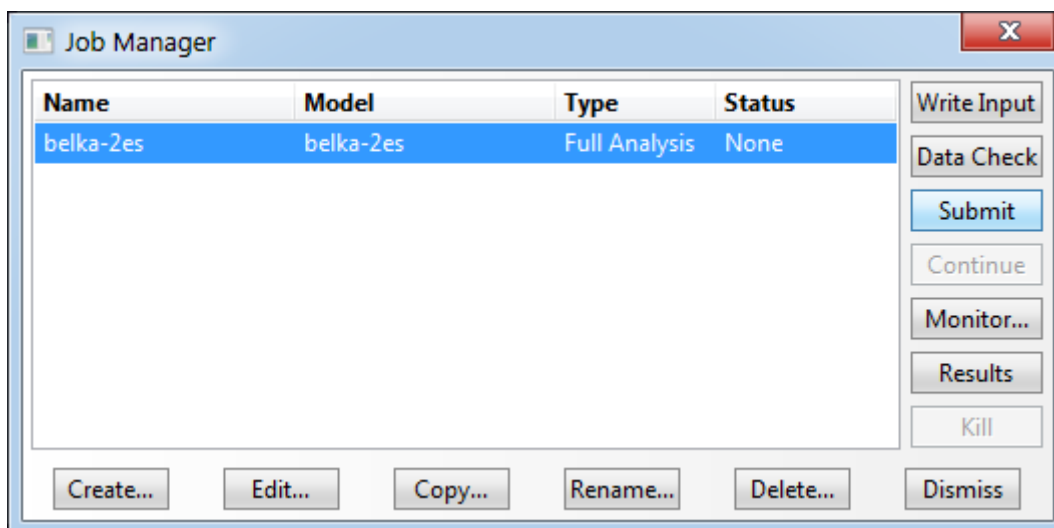 Job Manager
Name Model Type Status
belka-2es belka-2es Full Analysis None
Write Input
Data Check
Submit
Continue
Monitor...
Results
Kill
Create... Edit... Copy... Rename... Delete... Dismiss